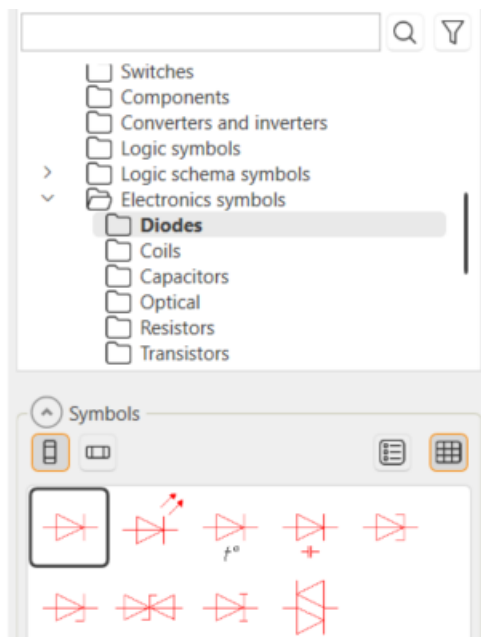 Switches
Components
Converters and inverters
Logic symbols
Logic schema symbols
Electronics symbols
Diodes
Coils
Capacitors
Optical
Resistors
Transistors
Symbols
t°